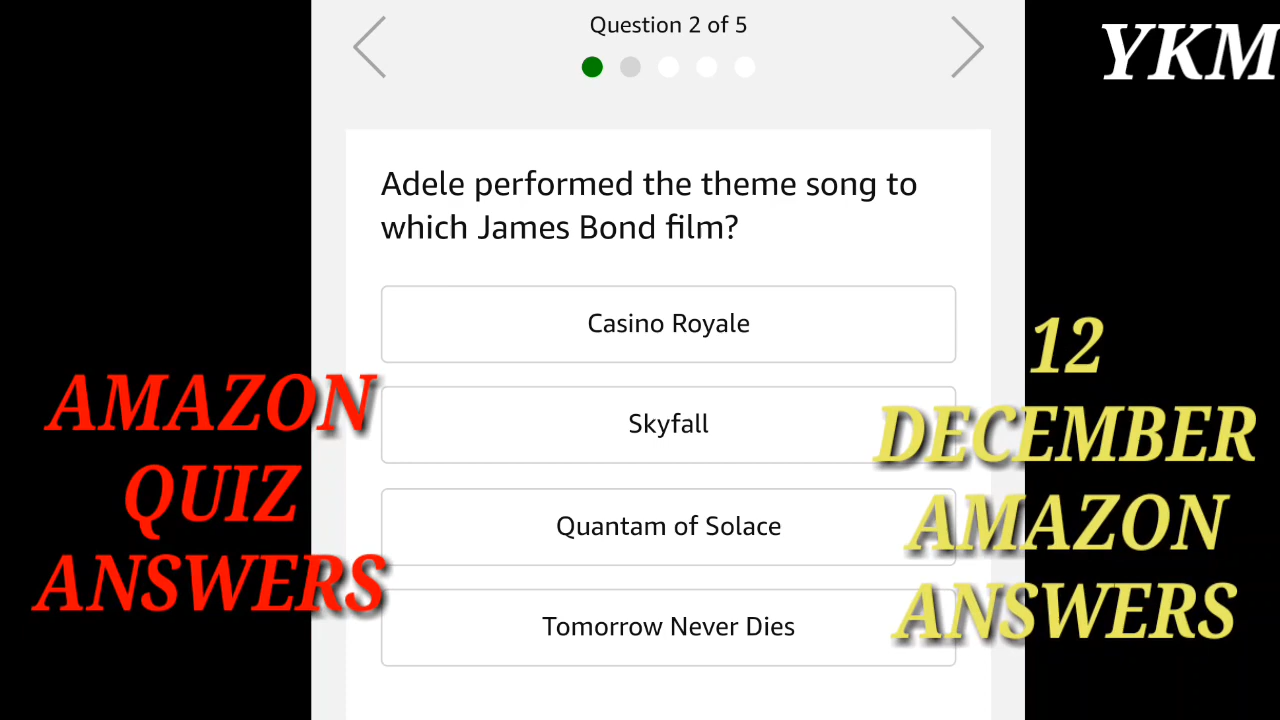 Question 2 of 5
YKM
Adele performed the theme song to
which James Bond film?
Casino Royale
Skyfall
Quantam of Solace
Tomorrow Never Dies
AMAZON
QUIZ
ANSWERS
12
DECEMBER
AMAZON
ANSWERS